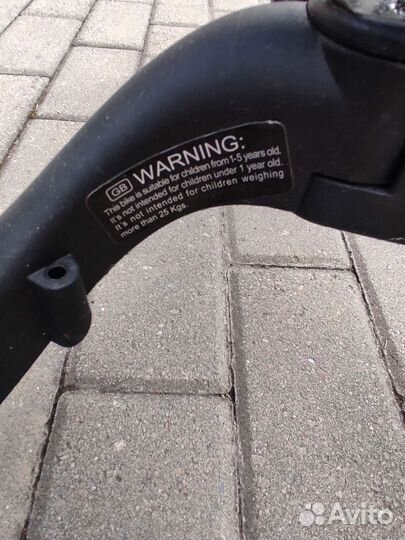 GB WARNING:
This bike is suitable for children from 1-5 years old.
It's not intended for children under 1 year old.
It's not intended for children weighing
more than 25 Kgs.
Avito